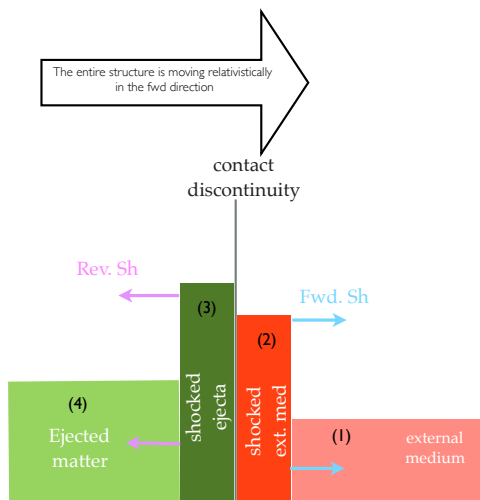 The entire structure is moving relativistically
in the fwd direction
contact
discontinuity
Rev. Sh
Fwd. Sh
(3)
(2)
shocked
ejecta
shocked
ext. med
(4)
Ejected
matter
(1)
external
medium